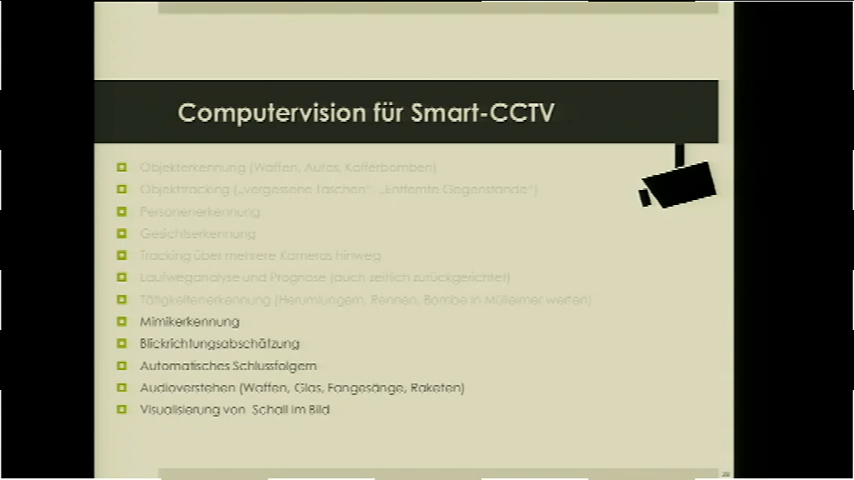 Computervision für Smart-CCTV
Objekterkennung (Waffen, Autos, Kofferbomben)
Objekttracking („vergessene Taschen“, „Entfernte Gegenstände“)
Personenerkennung
Gesichtserkennung
Tracking über mehrere Kameras hinweg
Laufweganalyse und Prognose (auch zeitlich zurückgerichtet)
Tätigkeitenerkennung (Herumlungern, Rennen, Bombe in Mülleimer werfen)
Mimikerkennung
Blickrichtungsabschätzung
Automatisches Schlussfolgern
Audioverstehen (Waffen, Glas, Fangesänge, Raketen)
Visualisierung von Schall im Bild